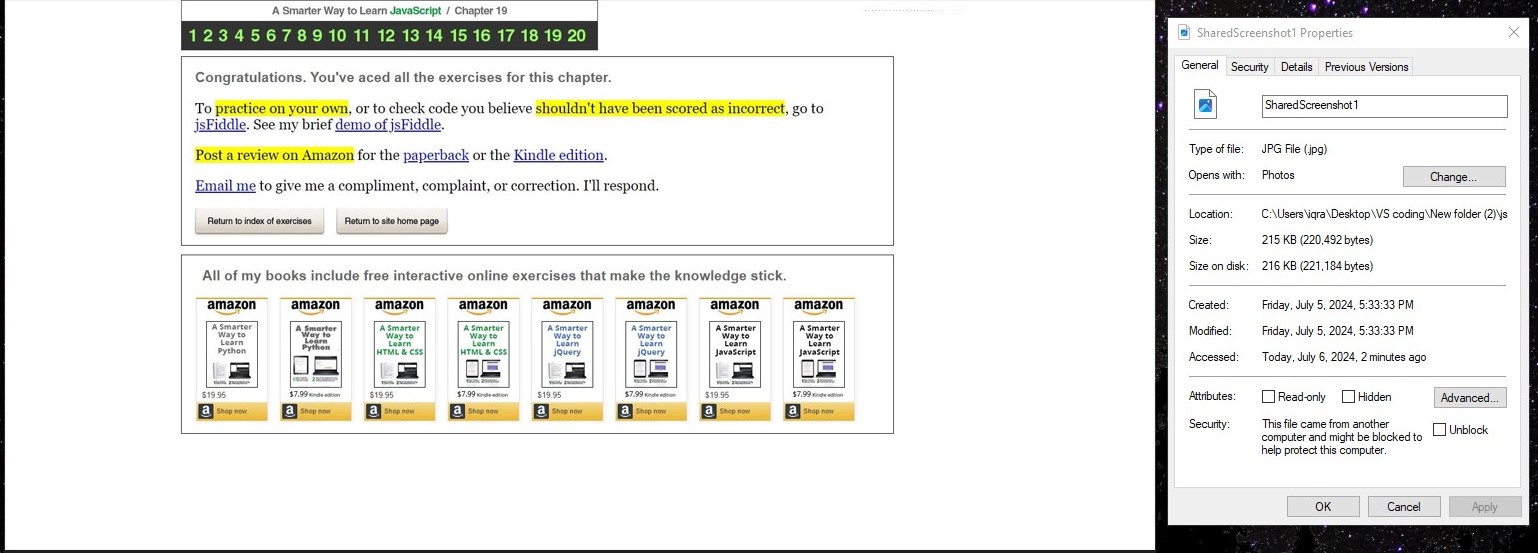 A Smarter Way to Learn JavaScript / Chapter 19
1 2 3 4 5 6 7 8 9 10 11 12 13 14 15 16 17 18 19 20
Congratulations. You've aced all the exercises for this chapter.
To practice on your own, or to check code you believe shouldn't have been scored as incorrect, go to
jsFiddle. See my brief demo of jsFiddle.
Post a review on Amazon for the paperback or the Kindle edition.
Email me to give me a compliment, complaint, or correction. I'll respond.
Return to index of exercises
Return to site home page
All of my books include free interactive online exercises that make the knowledge stick.
amazon
A Smarter
Way to
Learn
Python
$19.95
a Shop now
amazon
A Smarter
Way to
Learn
Python
$7.99 Kindle edition
a Shop now
amazon
A Smarter
Way to
Learn
HTML & CSS
$19.95
a Shop now
amazon
A Smarter
Way to
Learn
HTML & CSS
$7.99 Kindle edition
a Shop now
amazon
A Smarter
Way to
Learn
jQuery
$19.95
a Shop now
amazon
A Smarter
Way to
Learn
jQuery
$7.99 Kindle edition
a Shop now
amazon
A Smarter
Way to
Learn
JavaScript
$19.95
a Shop now
amazon
A Smarter
Way to
Learn
JavaScript
$7.99 Kindle edition
a Shop now
SharedScreenshot1 Properties
General Security Details Previous Versions
SharedScreenshot1
Type of file: JPG File (.jpg)
Opens with: Photos Change...
Location: C:\Users\iqra\Desktop\VS coding\New folder (2)\js
Size: 215 KB (220,492 bytes)
Size on disk: 216 KB (221,184 bytes)
Created: Friday, July 5, 2024, 5:33:33 PM
Modified: Friday, July 5, 2024, 5:33:33 PM
Accessed: Today, July 6, 2024, 2 minutes ago
Attributes: Read-only Hidden Advanced...
Security: This file came from another
computer and might be blocked to
help protect this computer.
Unblock
OK Cancel Apply